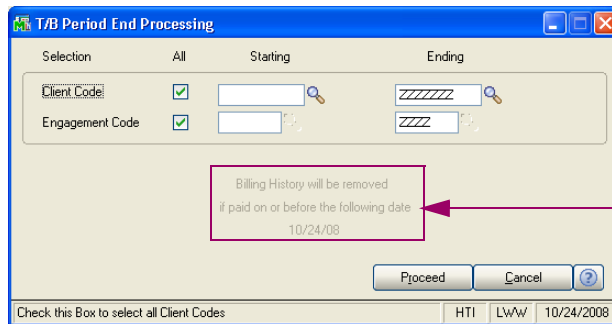 T/B Period End Processing
Selection All Starting Ending
Client Code ZZZZZZZ
Engagement Code ZZZZ
Billing History will be removed
if paid on or before the following date
10/24/08
Proceed Cancel ?
Check this Box to select all Client Codes HTI LWW 10/24/2008